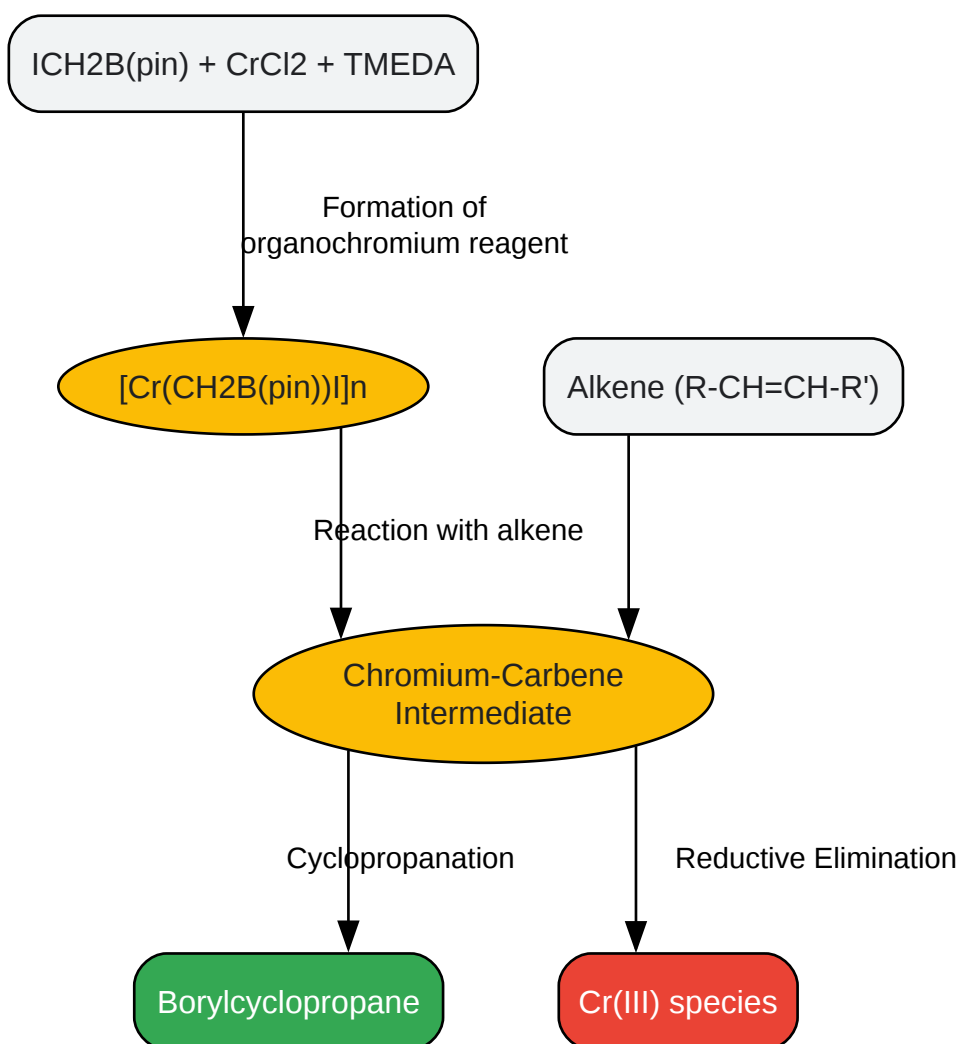 ICH2B(pin) + CrCl2 + TMEDA
Formation of
organochromium reagent
[Cr(CH2B(pin))I]n
Alkene (R-CH=CH-R')
Reaction with alkene
Chromium-Carbene
Intermediate
Cyclopropanation
Reductive Elimination
Borylcyclopropane
Cr(III) species